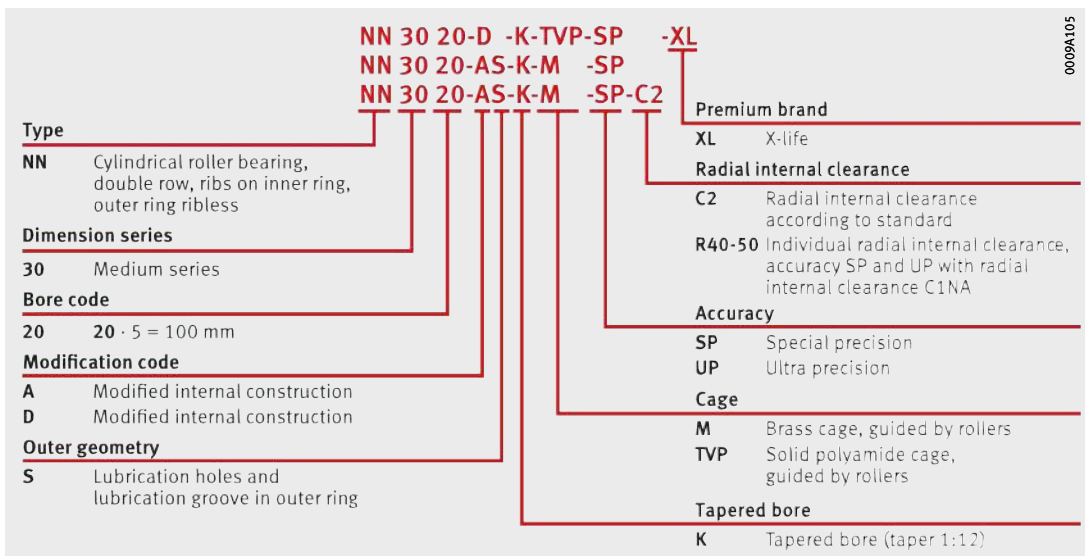 NN 30 20-D -K-TVP-SP -XL
NN 30 20-AS-K-M -SP
NN 30 20-AS-K-M -SP-C2
0009A105
Type
NN Cylindrical roller bearing,
double row, ribs on inner ring,
outer ring ribless
Dimension series
30 Medium series
Bore code
20 20 · 5 = 100 mm
Modification code
A Modified internal construction
D Modified internal construction
Outer geometry
S Lubrication holes and
lubrication groove in outer ring
Premium brand
XL X-life
Radial internal clearance
C2 Radial internal clearance
according to standard
R40-50 Individual radial internal clearance,
accuracy SP and UP with radial
internal clearance C1NA
Accuracy
SP Special precision
UP Ultra precision
Cage
M Brass cage, guided by rollers
TVP Solid polyamide cage,
guided by rollers
Tapered bore
K Tapered bore (taper 1:12)